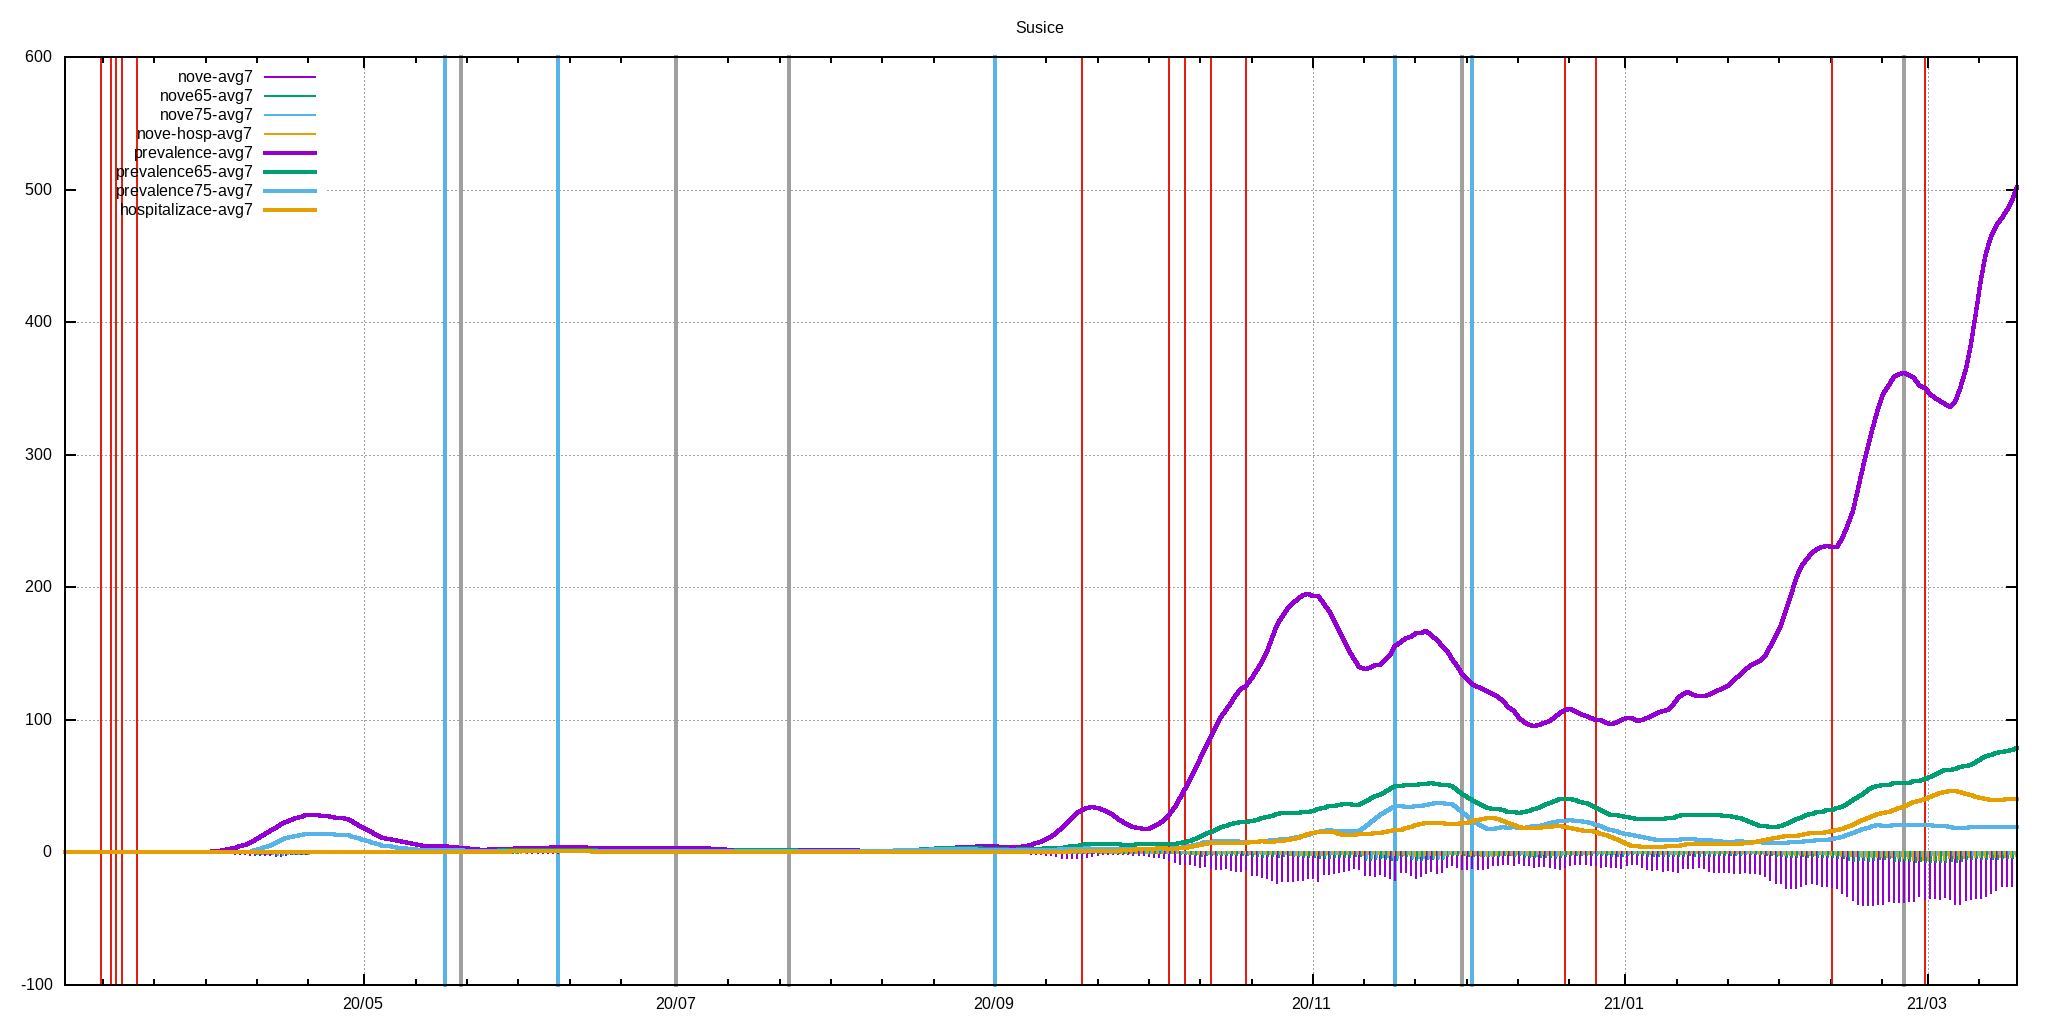 Susice
600
500
400
300
200
100
0
-100
nove-avg7
nove65-avg7
nove75-avg7
nove-hosp-avg7
prevalence-avg7
prevalence65-avg7
prevalence75-avg7
hospitalizace-avg7
20/05 20/07 20/09 20/11 21/01 21/03